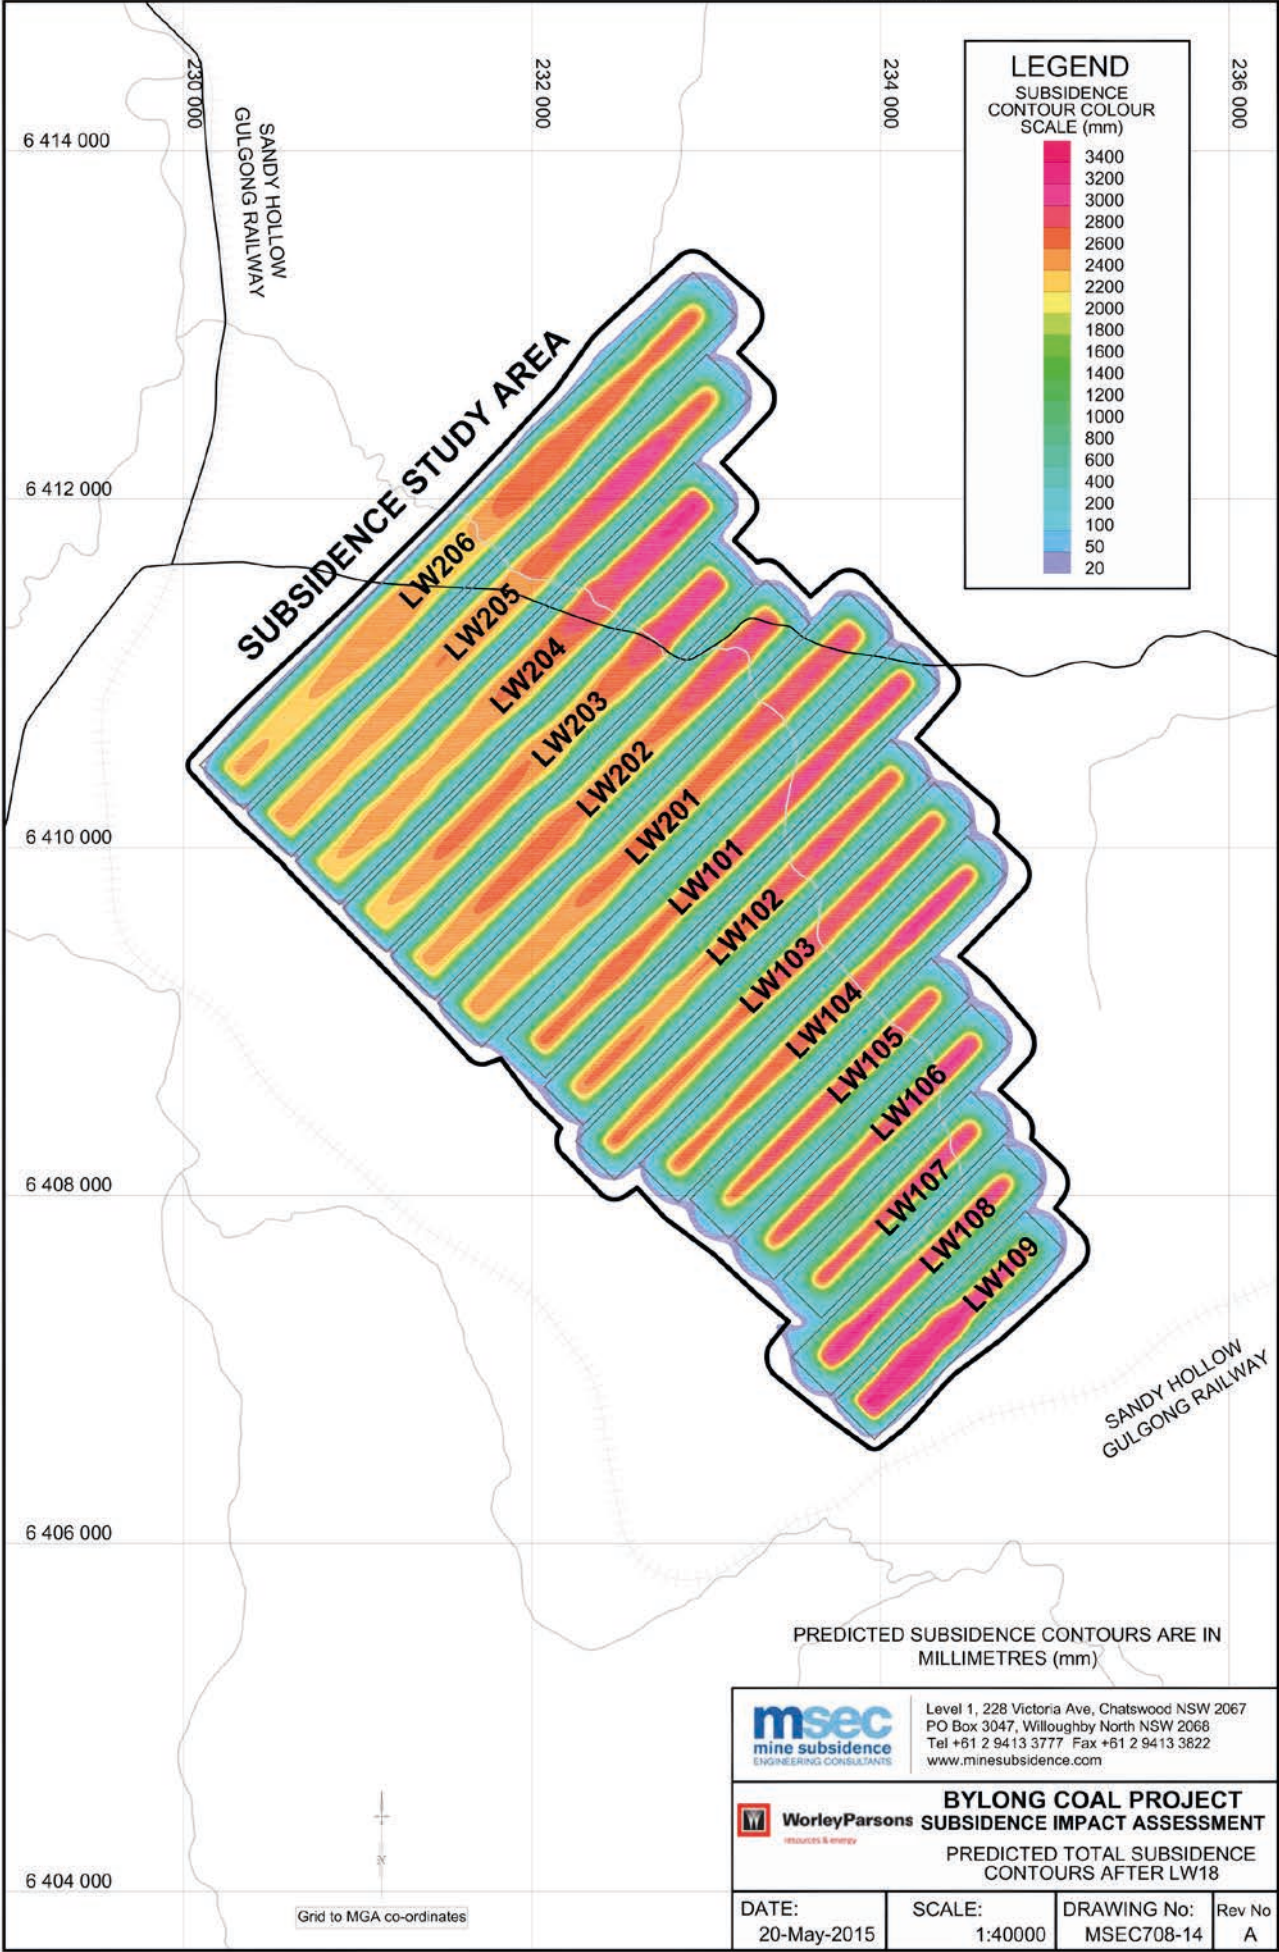 230 000
232 000
234 000
236 000
6 414 000
6 412 000
6 410 000
6 408 000
6 406 000
6 404 000
SANDY HOLLOW
GULGONG RAILWAY
LEGEND
SUBSIDENCE
CONTOUR COLOUR
SCALE (mm)
3400
3200
3000
2800
2600
2400
2200
2000
1800
1600
1400
1200
1000
800
600
400
200
100
50
20
SUBSIDENCE STUDY AREA
LW206
LW205
LW204
LW203
LW202
LW201
LW101
LW102
LW103
LW104
LW105
LW106
LW107
LW108
LW109
SANDY HOLLOW
GULGONG RAILWAY
PREDICTED SUBSIDENCE CONTOURS ARE IN
MILLIMETRES (mm)
N
Grid to MGA co-ordinates
msec
mine subsidence
ENGINEERING CONSULTANTS
Level 1, 228 Victoria Ave, Chatswood NSW 2067
PO Box 3047, Willoughby North NSW 2068
Tel +61 2 9413 3777 Fax +61 2 9413 3822
www.minesubsidence.com
WorleyParsons
resources & energy
BYLONG COAL PROJECT
SUBSIDENCE IMPACT ASSESSMENT
PREDICTED TOTAL SUBSIDENCE
CONTOURS AFTER LW18
DATE:
20-May-2015
SCALE:
1:40000
DRAWING No:
MSEC708-14
Rev No
A